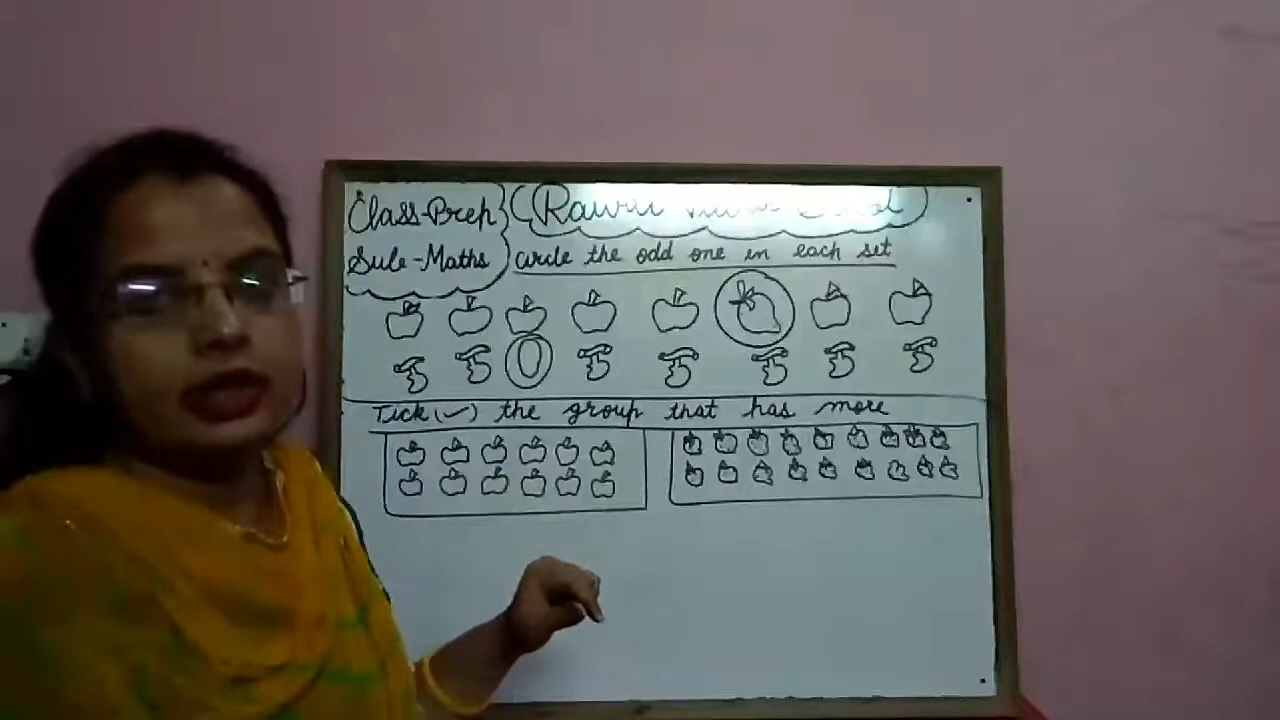 Class-Prep
Sub-Maths
circle the odd one in each set
Tick(✓) the group that has more